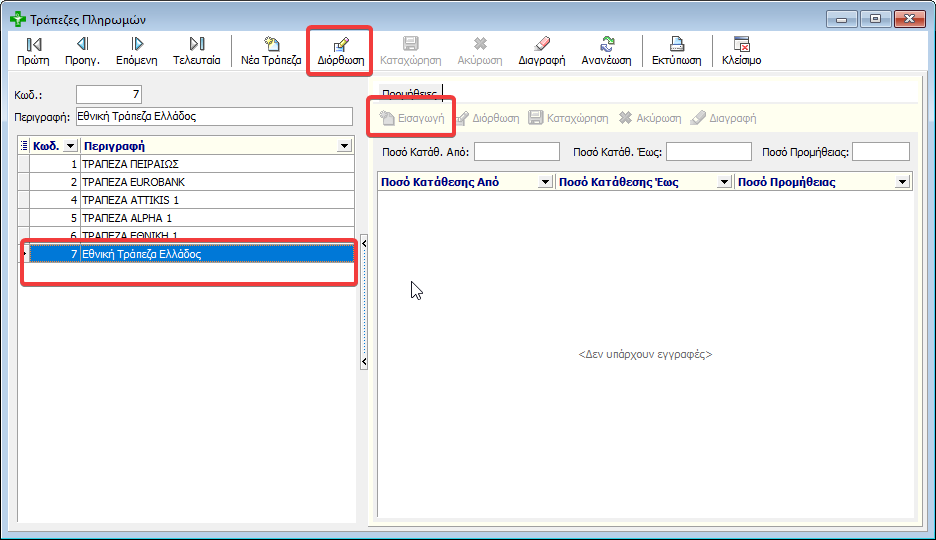 Τράπεζες Πληρωμών
Πρώτη Προηγ. Επόμενη Τελευταία Νέα Τράπεζα Διόρθωση Καταχώρηση Ακύρωση Διαγραφή Ανανέωση Εκτύπωση Κλείσιμο
Κωδ.: 7
Περιγραφή: Εθνική Τράπεζα Ελλάδος
Κωδ. Περιγραφή
1 ΤΡΑΠΕΖΑ ΠΕΙΡΑΙΩΣ
2 ΤΡΑΠΕΖΑ EUROBANK
4 ΤΡΑΠΕΖΑ ATTIKIS 1
5 ΤΡΑΠΕΖΑ ALPHA 1
6 ΤΡΑΠΕΖΑ ΕΘΝΙΚΗ 1
7 Εθνική Τράπεζα Ελλάδος
Προμήθειες
Εισαγωγή Διόρθωση Καταχώρηση Ακύρωση Διαγραφή
Ποσό Κατάθ. Από: Ποσό Κατάθ. Έως: Ποσό Προμήθειας:
Ποσό Κατάθεσης Από Ποσό Κατάθεσης Έως Ποσό Προμήθειας
<Δεν υπάρχουν εγγραφές>